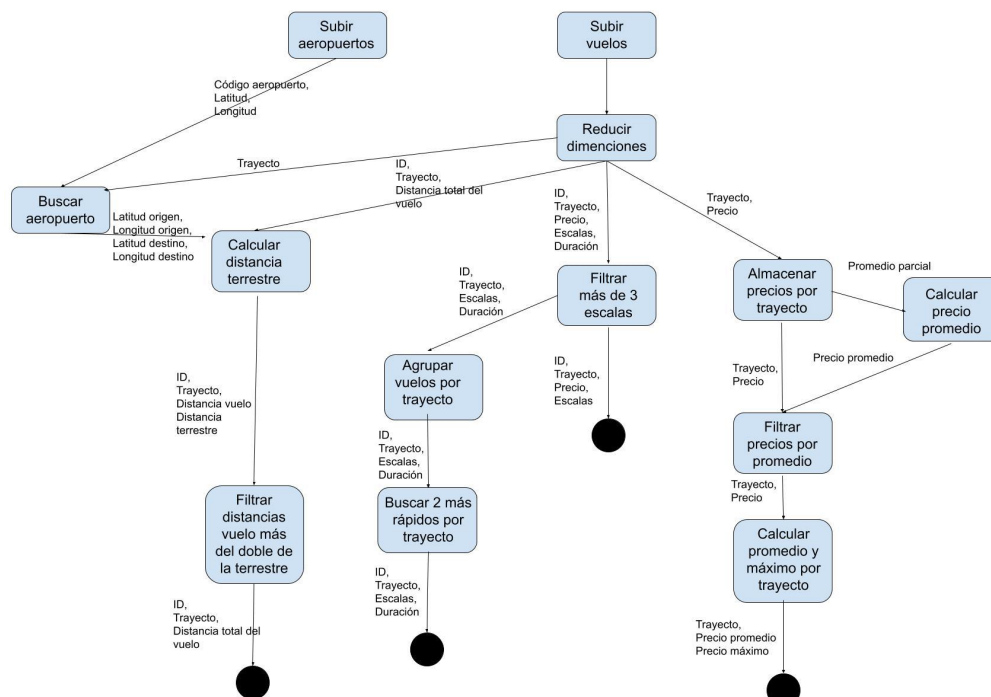 Subir
aeropuertos
Subir
vuelos
Código aeropuerto,
Latitud,
Longitud
Reducir
dimenciones
Trayecto
ID,
Trayecto,
Distancia total del
vuelo
ID,
Trayecto,
Precio,
Escalas,
Duración
Trayecto,
Precio
Buscar
aeropuerto
Latitud origen,
Longitud origen,
Latitud destino,
Longitud destino
Calcular
distancia
terrestre
ID,
Trayecto,
Escalas,
Duración
Filtrar
más de 3
escalas
Almacenar
precios por
trayecto
Promedio parcial
Calcular
precio
promedio
Agrupar
vuelos por
trayecto
ID,
Trayecto,
Precio,
Escalas
Trayecto,
Precio
Precio promedio
ID,
Trayecto,
Distancia vuelo
Distancia
terrestre
ID,
Trayecto,
Escalas,
Duración
Filtrar
precios por
promedio
Trayecto,
Precio
Filtrar
distancias
vuelo más
del doble de
la terrestre
Buscar 2 más
rápidos por
trayecto
Calcular
promedio y
máximo por
trayecto
ID,
Trayecto,
Distancia total del
vuelo
ID,
Trayecto,
Escalas,
Duración
Trayecto,
Precio promedio
Precio máximo